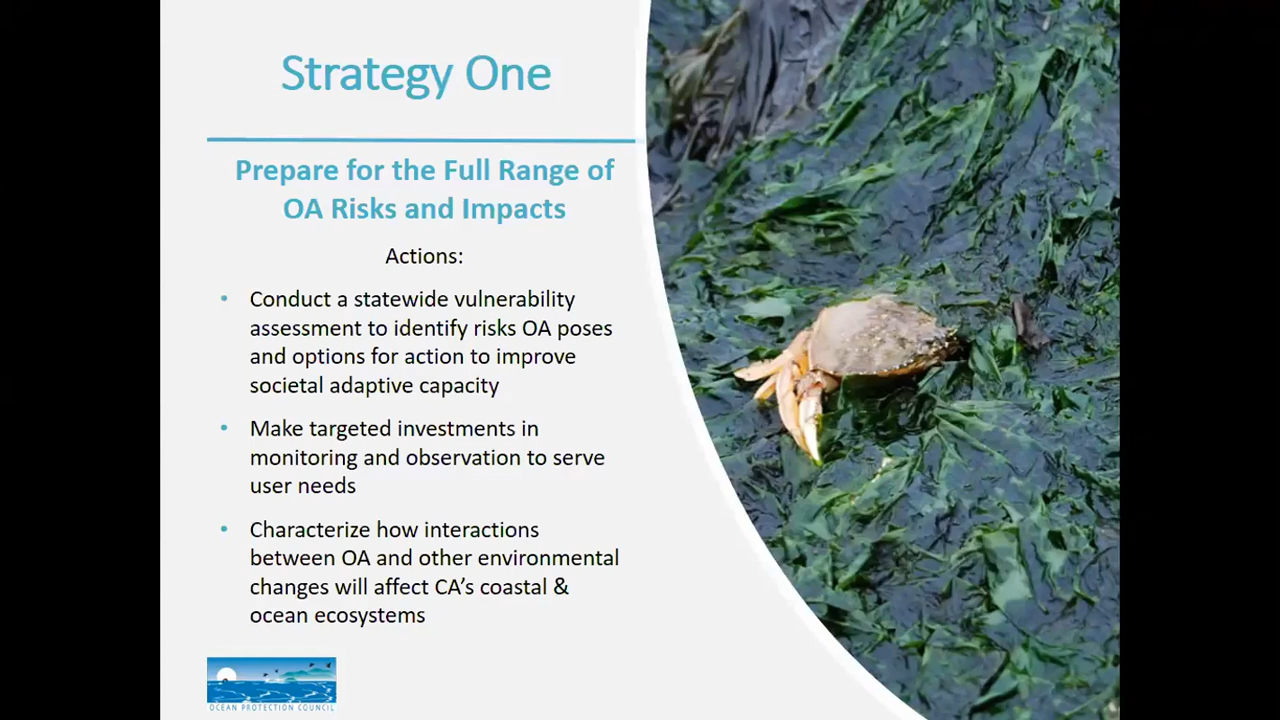 Strategy One
Prepare for the Full Range of
OA Risks and Impacts
Actions:
• Conduct a statewide vulnerability
assessment to identify risks OA poses
and options for action to improve
societal adaptive capacity
• Make targeted investments in
monitoring and observation to serve
user needs
• Characterize how interactions
between OA and other environmental
changes will affect CA's coastal &
ocean ecosystems
OCEAN PROTECTION COUNCIL